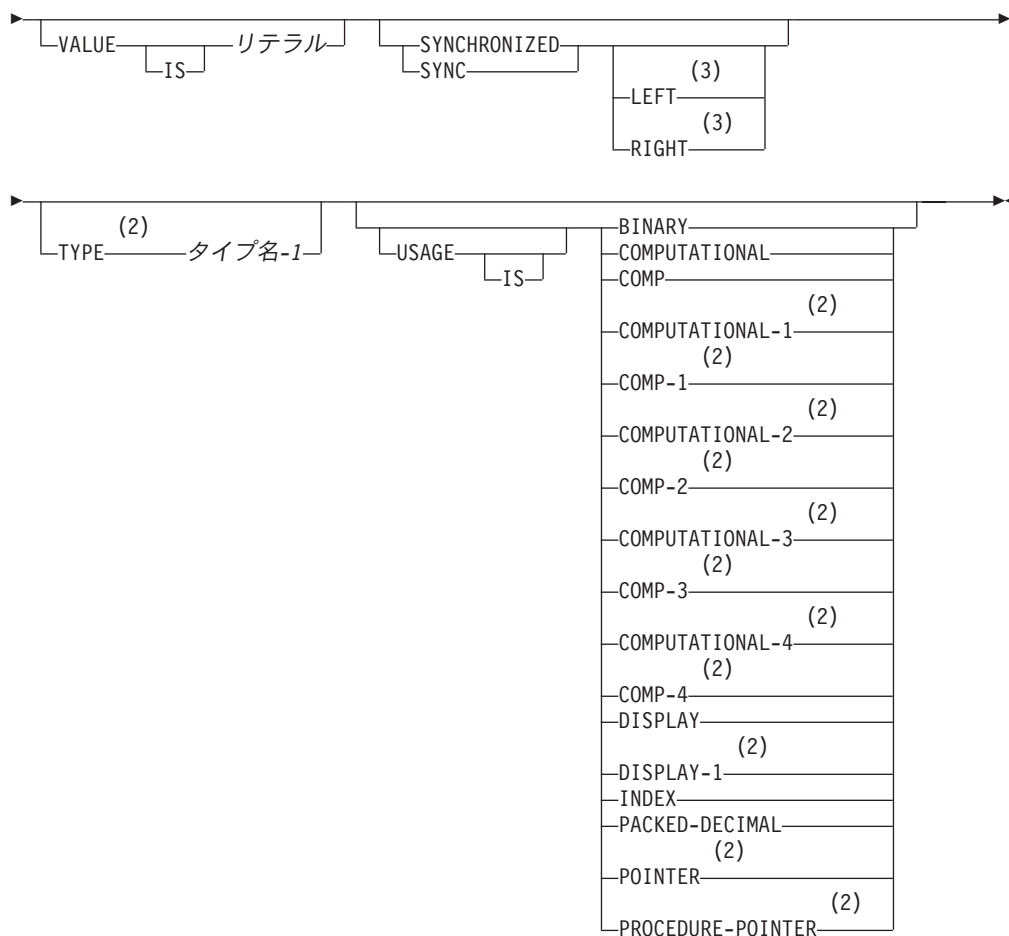 VALUE リテラル
IS
SYNCHRONIZED
SYNC
(3)
LEFT
(3)
RIGHT
(2)
TYPE タイプ名-1
USAGE
IS
BINARY
COMPUTATIONAL
COMP
(2)
COMPUTATIONAL-1
(2)
COMP-1
(2)
COMPUTATIONAL-2
(2)
COMP-2
(2)
COMPUTATIONAL-3
(2)
COMP-3
(2)
COMPUTATIONAL-4
(2)
COMP-4
DISPLAY
(2)
DISPLAY-1
INDEX
PACKED-DECIMAL
(2)
POINTER
(2)
PROCEDURE-POINTER